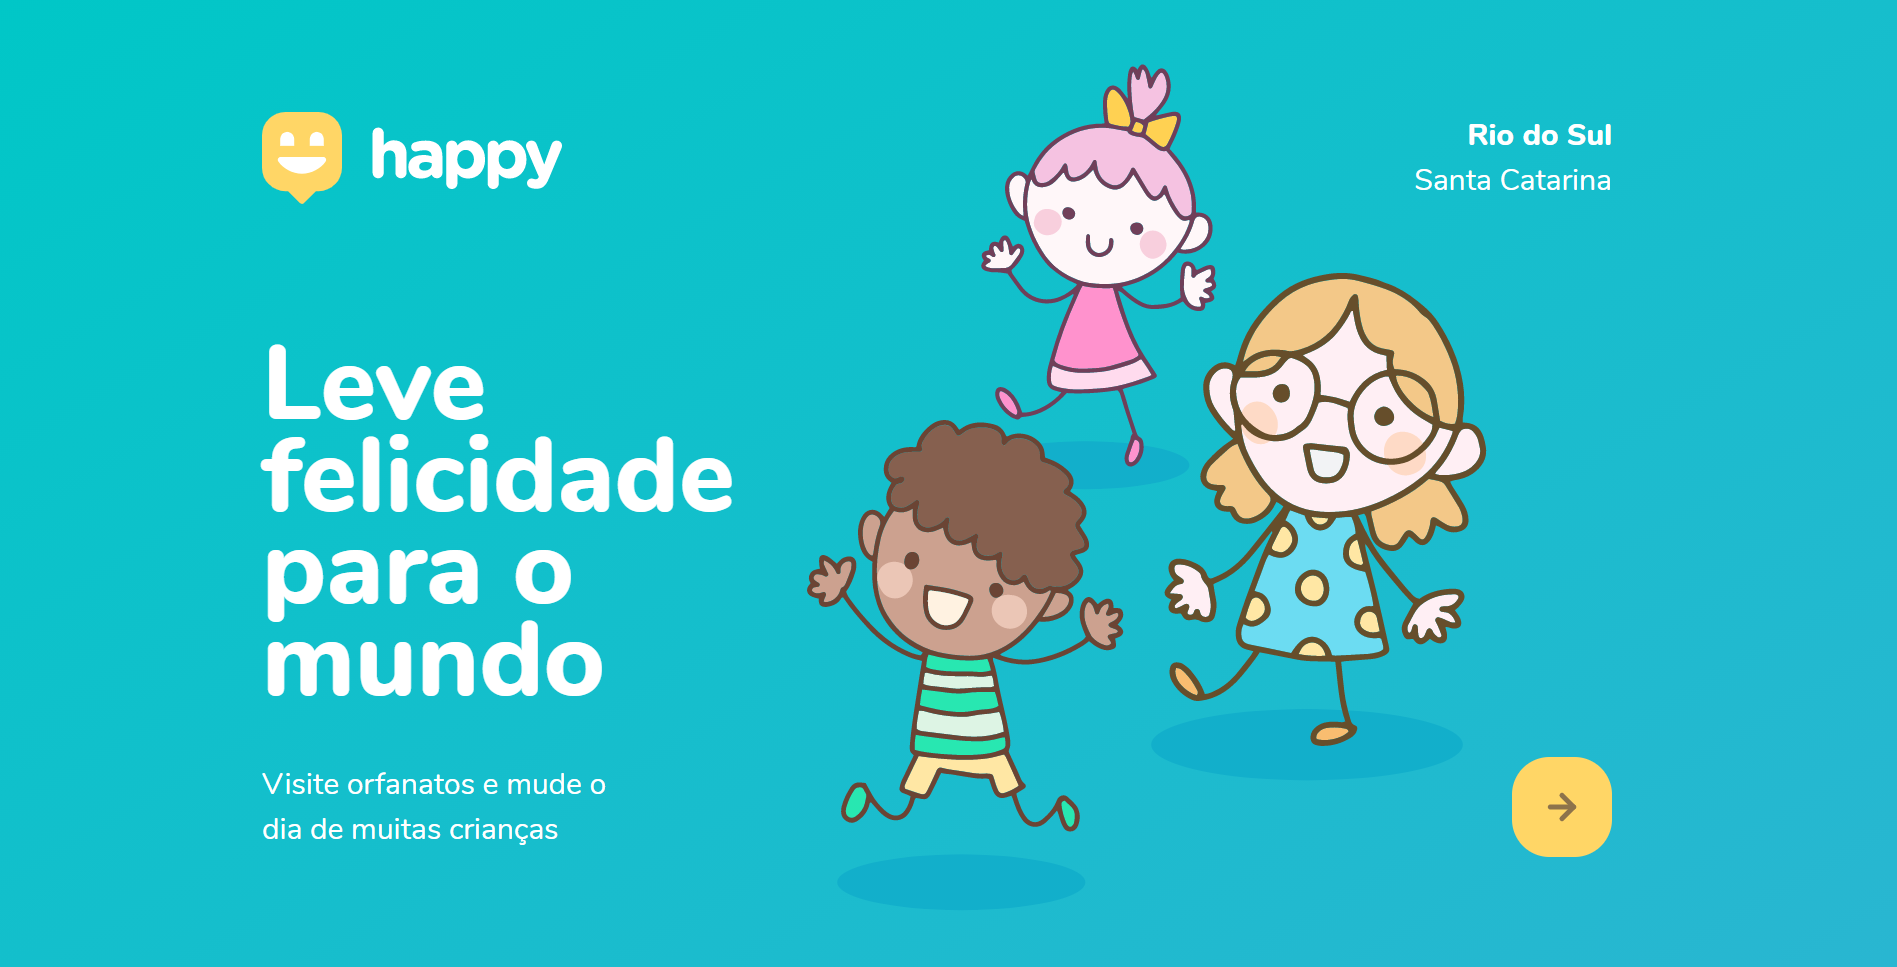 happy
Rio do Sul
Santa Catarina
Leve
felicidade
para o
mundo
Visite orfanatos e mude o
dia de muitas crianças